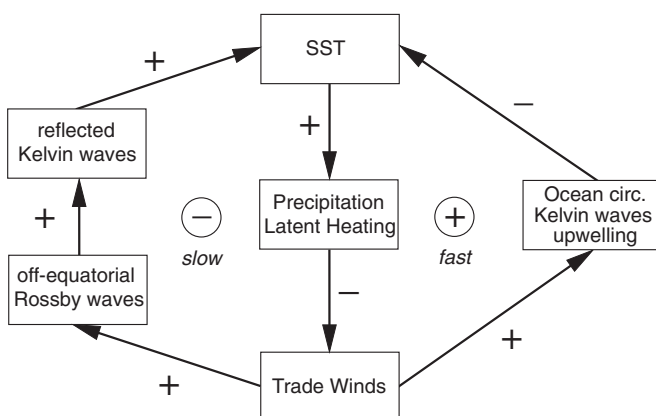 SST
+
−
reflected
Kelvin waves
+
Precipitation
Latent Heating
Ocean circ.
Kelvin waves
upwelling
+
−
slow
+
fast
off-equatorial
Rossby waves
−
+
+
Trade Winds